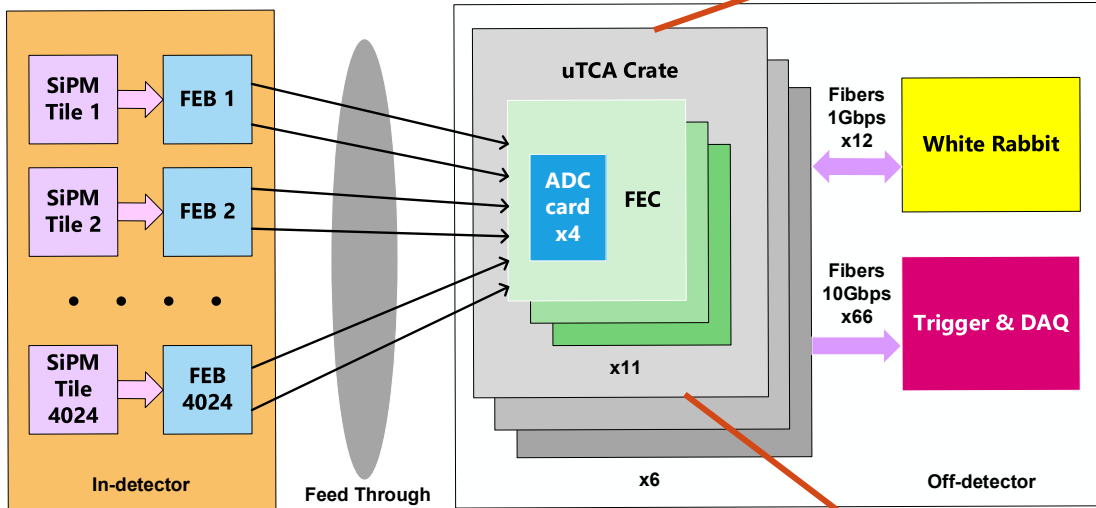 SiPM
Tile 1
FEB 1
SiPM
Tile 2
FEB 2
SiPM
Tile
4024
FEB
4024
In-detector
Feed Through
uTCA Crate
ADC
card
x4
FEC
x11
x6
Fibers
1Gbps
x12
White Rabbit
Fibers
10Gbps
x66
Trigger & DAQ
Off-detector